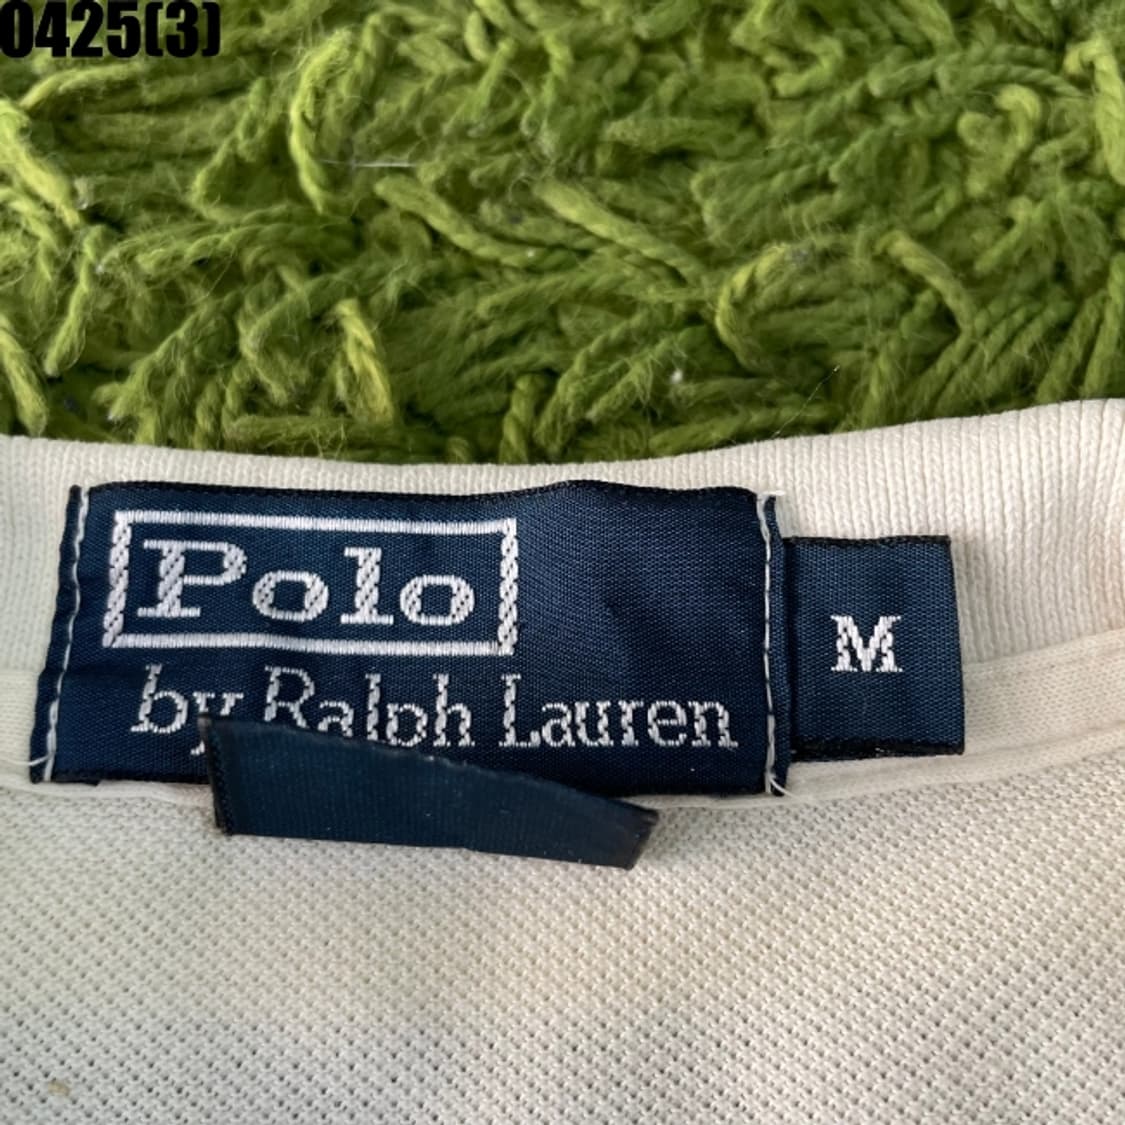 0425(3)
Polo
by Ralph Lauren
M